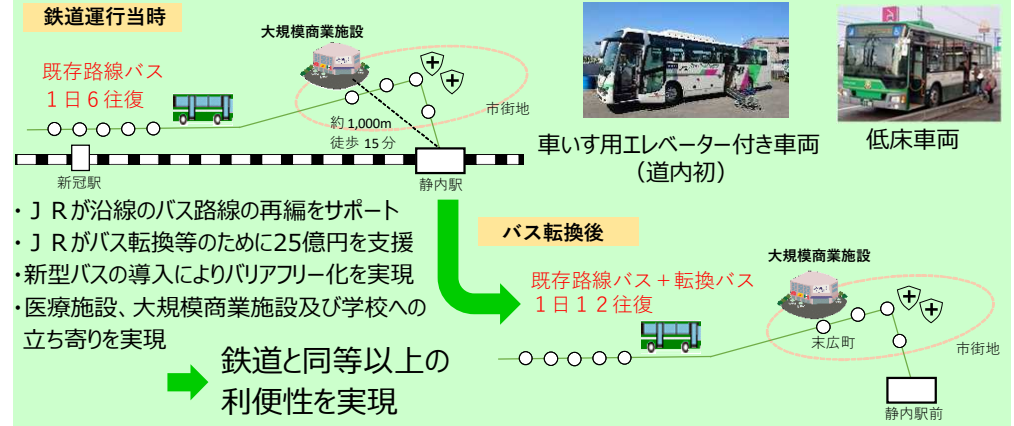 鉄道運行当時
大規模商業施設
既存路線バス
1日6往復
市街地
約1,000m
徒歩 15分
新冠駅
静内駅
車いす用エレベーター付き車両
(道内初)
低床車両
・JRが沿線のバス路線の再編をサポート
・JRがバス転換等のために25億円を支援
・新型バスの導入によりバリアフリー化を実現
・医療施設、大規模商業施設及び学校への
立ち寄りを実現
鉄道と同等以上の
利便性を実現
バス転換後
大規模商業施設
既存路線バス+転換バス
1日12往復
末広町
市街地
静内駅前